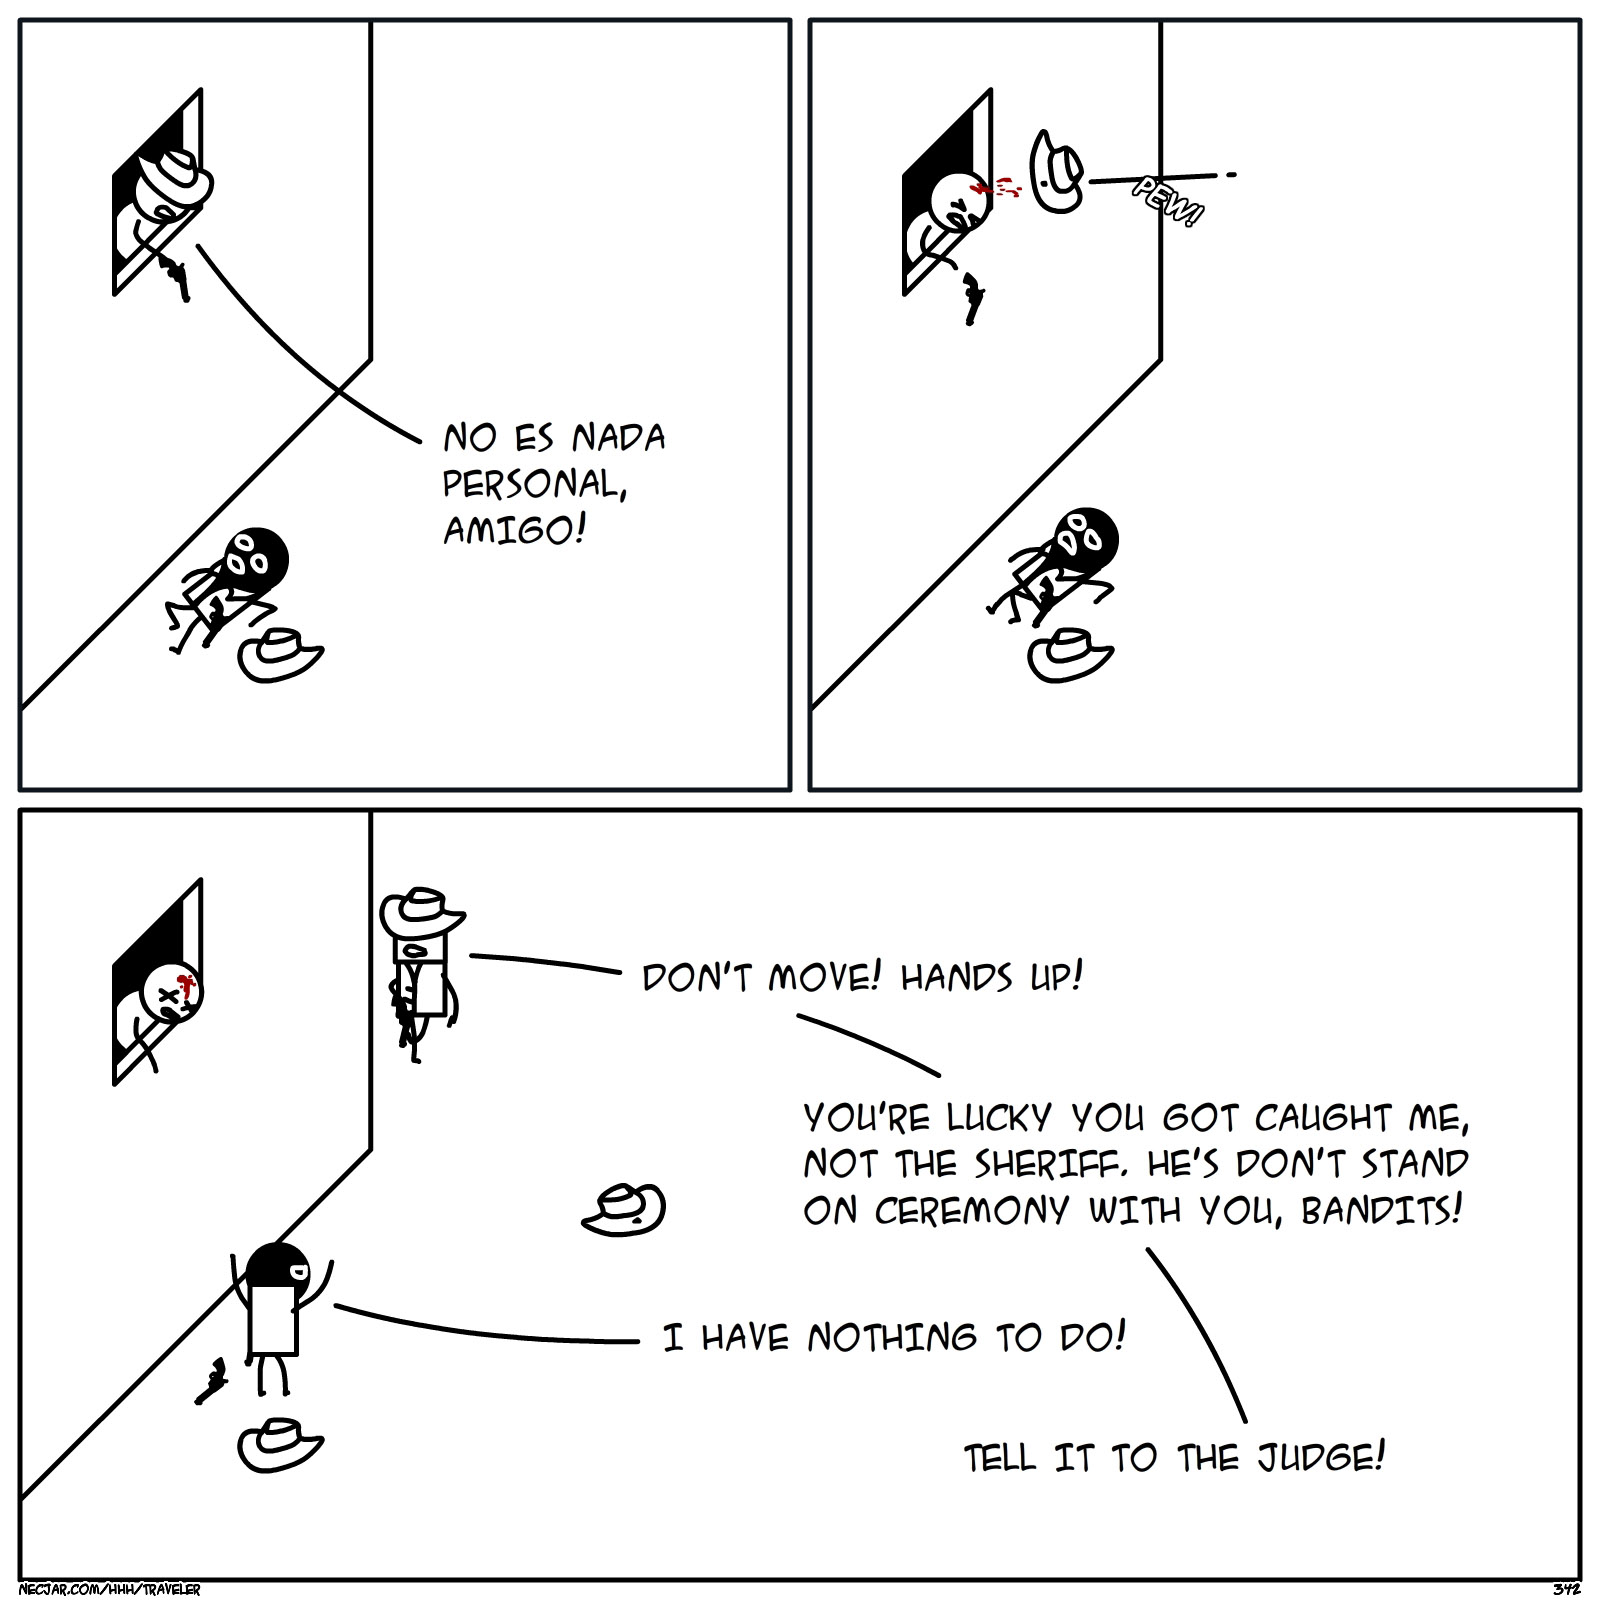 NO ES NADA
PERSONAL,
AMIGO!
PEW!
DON'T MOVE! HANDS UP!
YOU'RE LUCKY YOU GOT CAUGHT ME,
NOT THE SHERIFF. HE'S DON'T STAND
ON CEREMONY WITH YOU, BANDITS!
I HAVE NOTHING TO DO!
TELL IT TO THE JUDGE!
NECJAR.COM/HHH/TRAVELER
342